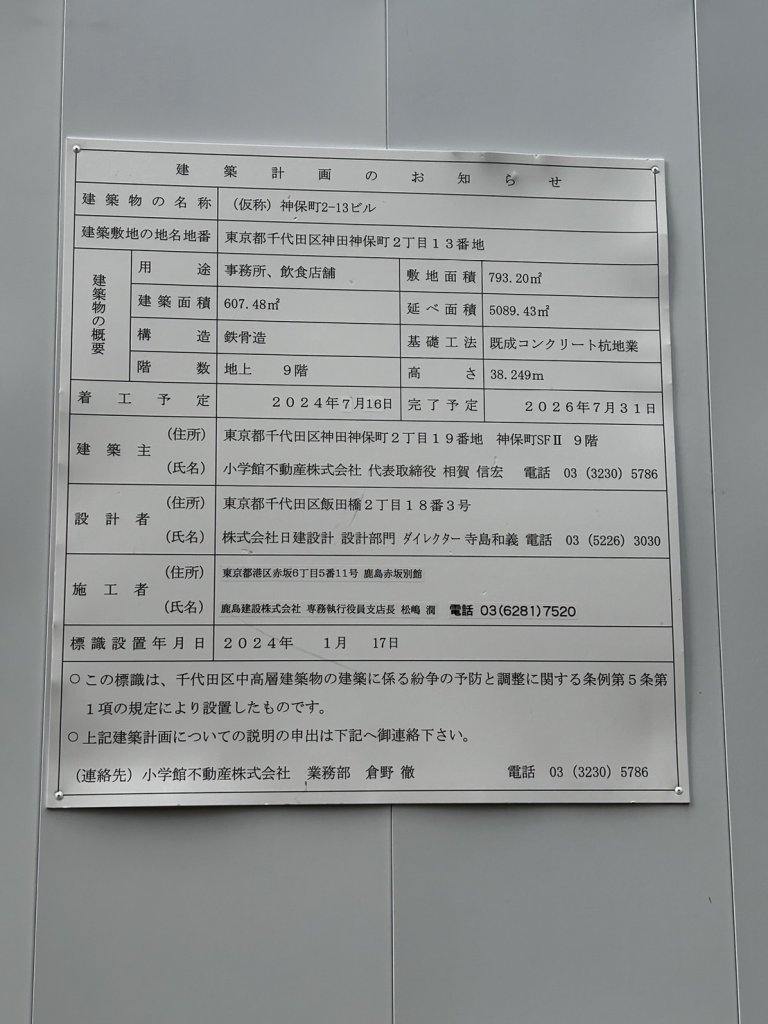 建築計画のお知らせ
建築物の名称 （仮称）神保町2-13ビル
建築敷地の地名地番 東京都千代田区神田神保町２丁目１３番地
建築物の概要
用途 事務所、飲食店舗 敷地面積 793.20㎡
建築面積 607.48㎡ 延べ面積 5089.43㎡
構造 鉄骨造 基礎工法 既成コンクリート杭地業
階数 地上 ９階 高さ 38.249m
着工予定 ２０２４年７月16日 完了予定 ２０２６年７月３１日
建築主 （住所） 東京都千代田区神田神保町２丁目１９番地 神保町SFⅡ ９階
（氏名） 小学館不動産株式会社 代表取締役 相賀 信宏 電話 03（3230）5786
設計者 （住所） 東京都千代田区飯田橋２丁目１８番３号
（氏名） 株式会社日建設計 設計部門 ダイレクター 寺島和義 電話 03（5226）3030
施工者 （住所） 東京都港区赤坂6丁目5番11号 鹿島赤坂別館
（氏名） 鹿島建設株式会社 専務執行役員支店長 松嶋 潤 電話 03(6281)7520
標識設置年月日 ２０２４年 １月 17日
○この標識は、千代田区中高層建築物の建築に係る紛争の予防と調整に関する条例第５条第
１項の規定により設置したものです。
○上記建築計画についての説明の申出は下記へ御連絡下さい。
（連絡先）小学館不動産株式会社 業務部 倉野 徹 電話 03（3230）5786